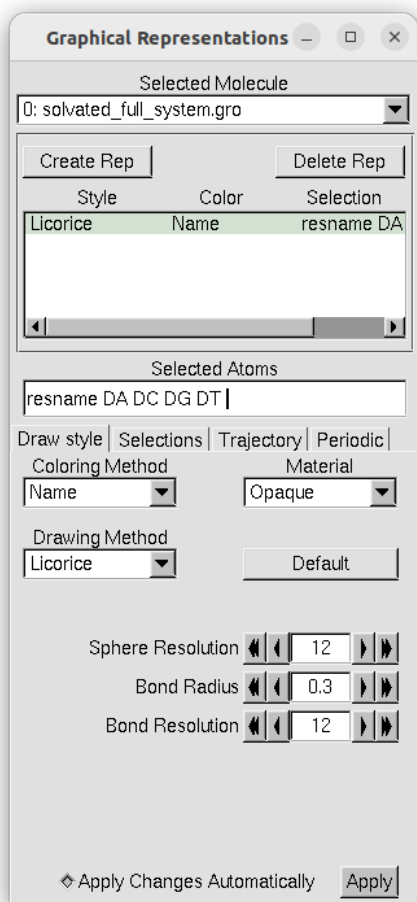 Graphical Representations
Selected Molecule
0: solvated_full_system.gro
Create Rep Delete Rep
Style Color Selection
Licorice Name resname DA
Selected Atoms
resname DA DC DG DT
Draw style Selections Trajectory Periodic
Coloring Method Material
Name Opaque
Drawing Method
Licorice Default
Sphere Resolution 12
Bond Radius 0.3
Bond Resolution 12
Apply Changes Automatically Apply